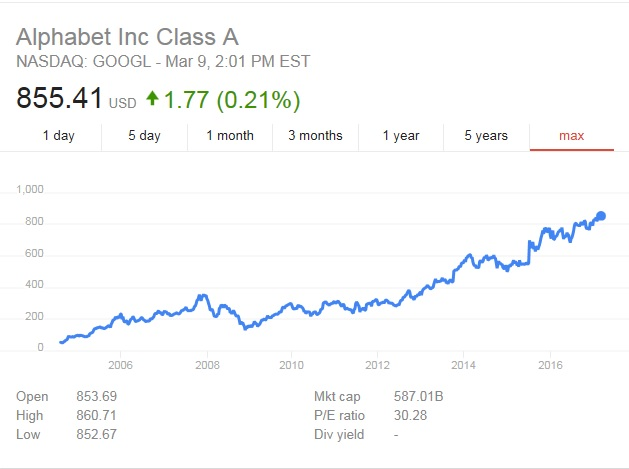 Alphabet Inc Class A
NASDAQ: GOOGL - Mar 9, 2:01 PM EST
855.41 USD 1.77 (0.21%)
1 day 5 day 1 month 3 months 1 year 5 years max
1,000
800
600
400
200
0
2006 2008 2010 2012 2014 2016
Open 853.69 Mkt cap 587.01B
High 860.71 P/E ratio 30.28
Low 852.67 Div yield -